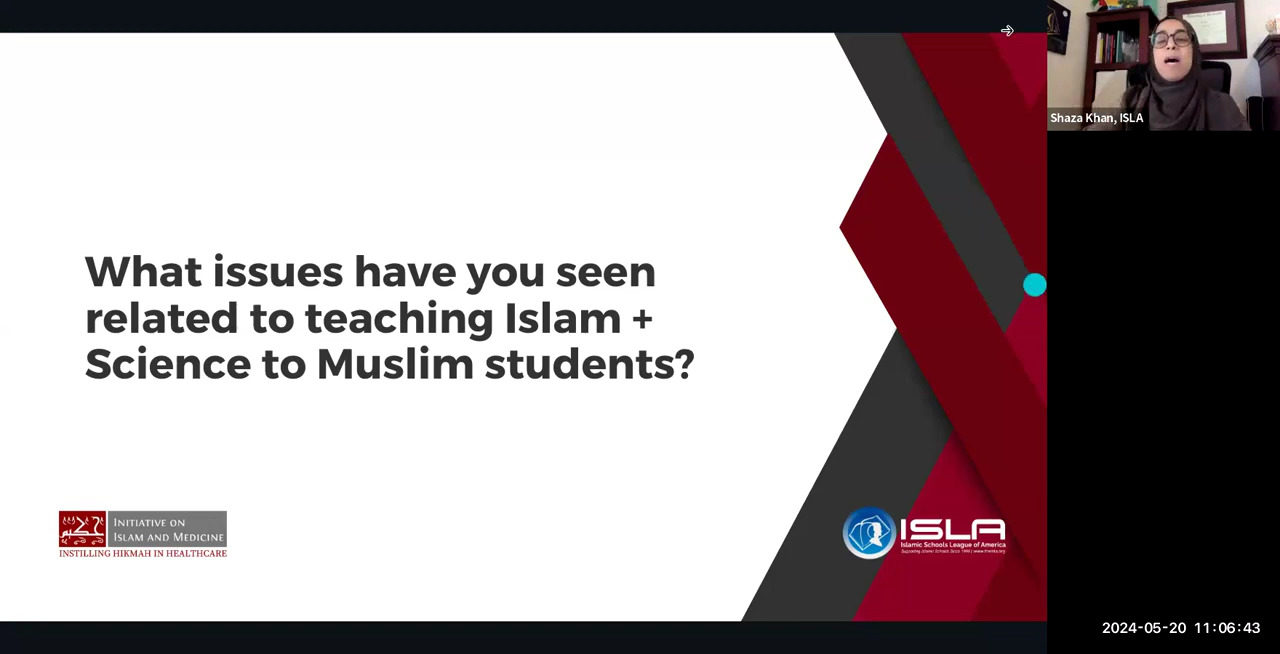 Shaza Khan, ISLA
What issues have you seen
related to teaching Islam +
Science to Muslim students?
INITIATIVE ON
ISLAM AND MEDICINE
INSTILLING HIKMAH IN HEALTHCARE
ISLA
Islamic Schools League of America
2024-05-20 11:06:43